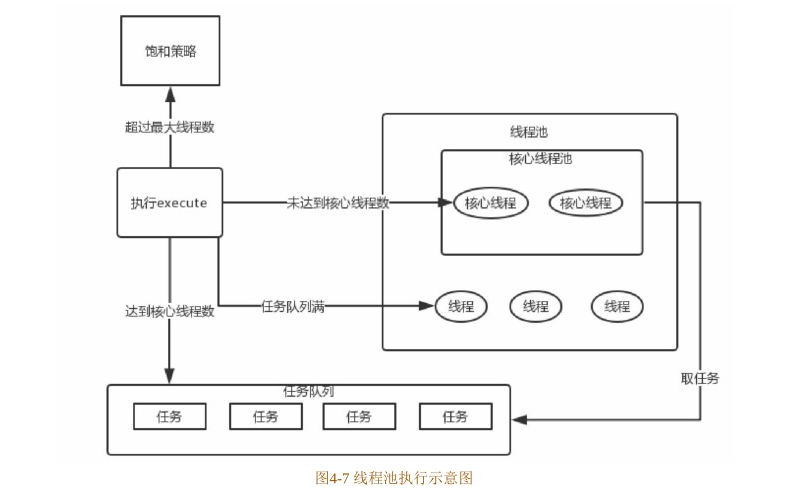 饱和策略
超过最大线程数
线程池
核心线程池
执行execute
未达到核心线程数
核心线程
核心线程
达到核心线程数
任务队列满
线程
线程
线程
取任务
任务队列
任务
任务
任务
任务
图4-7 线程池执行示意图